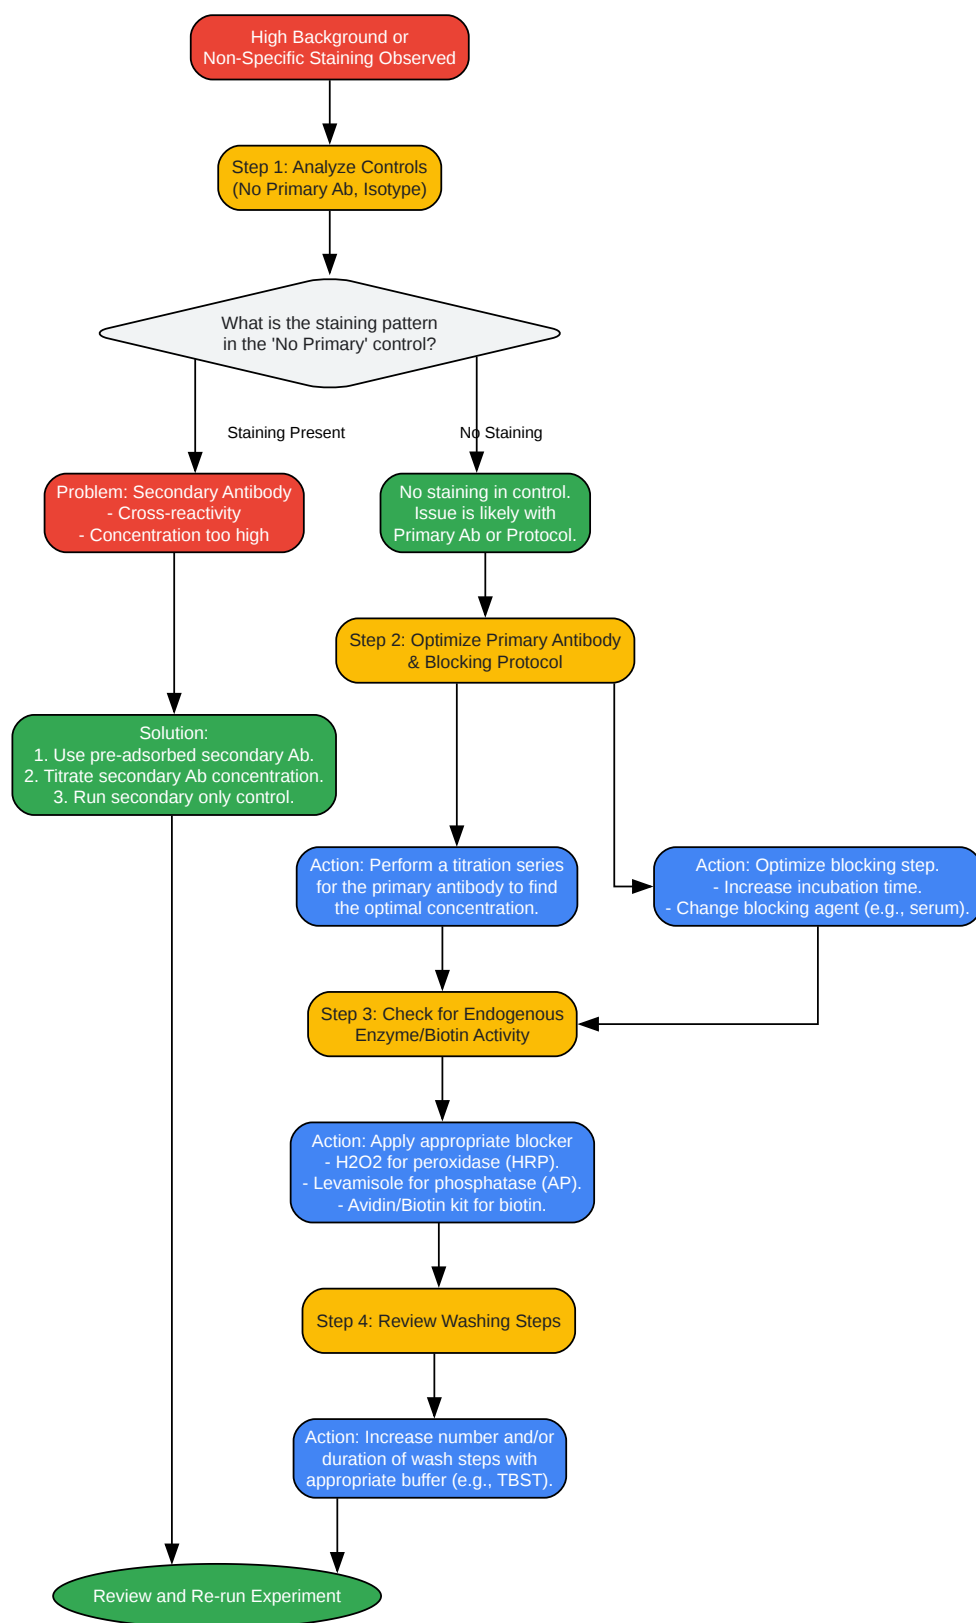 High Background or
Non-Specific Staining Observed
Step 1: Analyze Controls
(No Primary Ab, Isotype)
What is the staining pattern
in the 'No Primary' control?
Staining Present
No Staining
Problem: Secondary Antibody
- Cross-reactivity
- Concentration too high
No staining in control.
Issue is likely with
Primary Ab or Protocol.
Step 2: Optimize Primary Antibody
& Blocking Protocol
Solution:
1. Use pre-adsorbed secondary Ab.
2. Titrate secondary Ab concentration.
3. Run secondary only control.
Action: Perform a titration series
for the primary antibody to find
the optimal concentration.
Action: Optimize blocking step.
- Increase incubation time.
- Change blocking agent (e.g., serum).
Step 3: Check for Endogenous
Enzyme/Biotin Activity
Action: Apply appropriate blocker
- H2O2 for peroxidase (HRP).
- Levamisole for phosphatase (AP).
- Avidin/Biotin kit for biotin.
Step 4: Review Washing Steps
Action: Increase number and/or
duration of wash steps with
appropriate buffer (e.g., TBST).
Review and Re-run Experiment